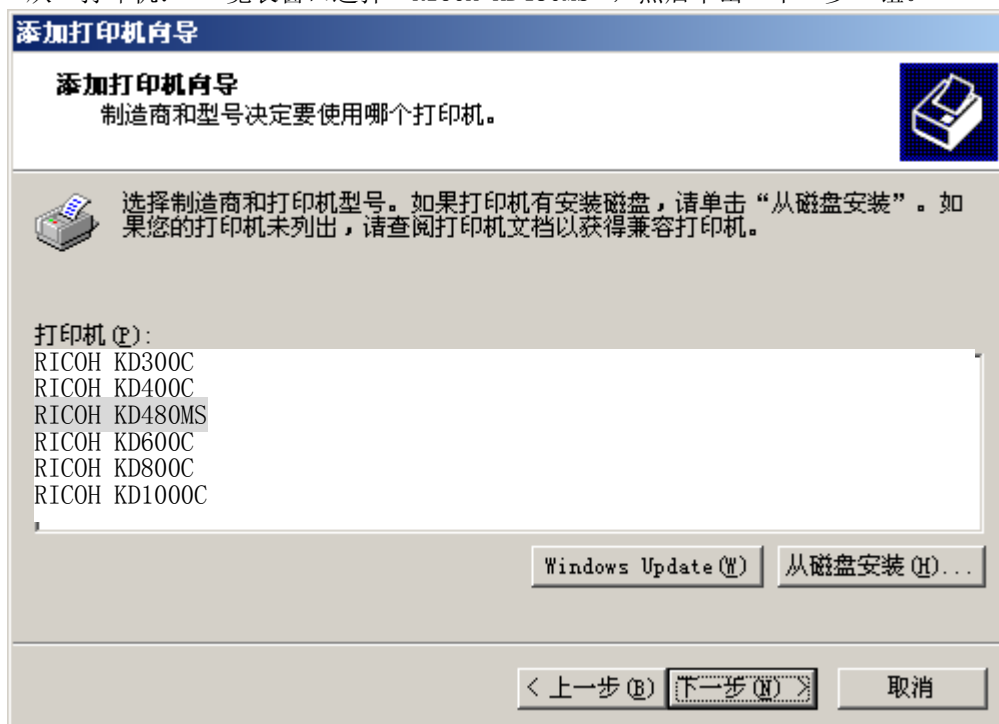 添加打印机向导
添加打印机向导
制造商和型号决定要使用哪个打印机。
选择制造商和打印机型号。如果打印机有安装磁盘，请单击“从磁盘安装”。如
果您的打印机未列出，请查阅打印机文档以获得兼容打印机。
打印机(P):
RICOH KD300C
RICOH KD400C
RICOH KD480MS
RICOH KD600C
RICOH KD800C
RICOH KD1000C
Windows Update(W) 从磁盘安装(H)...
< 上一步(B) 下一步(N) > 取消